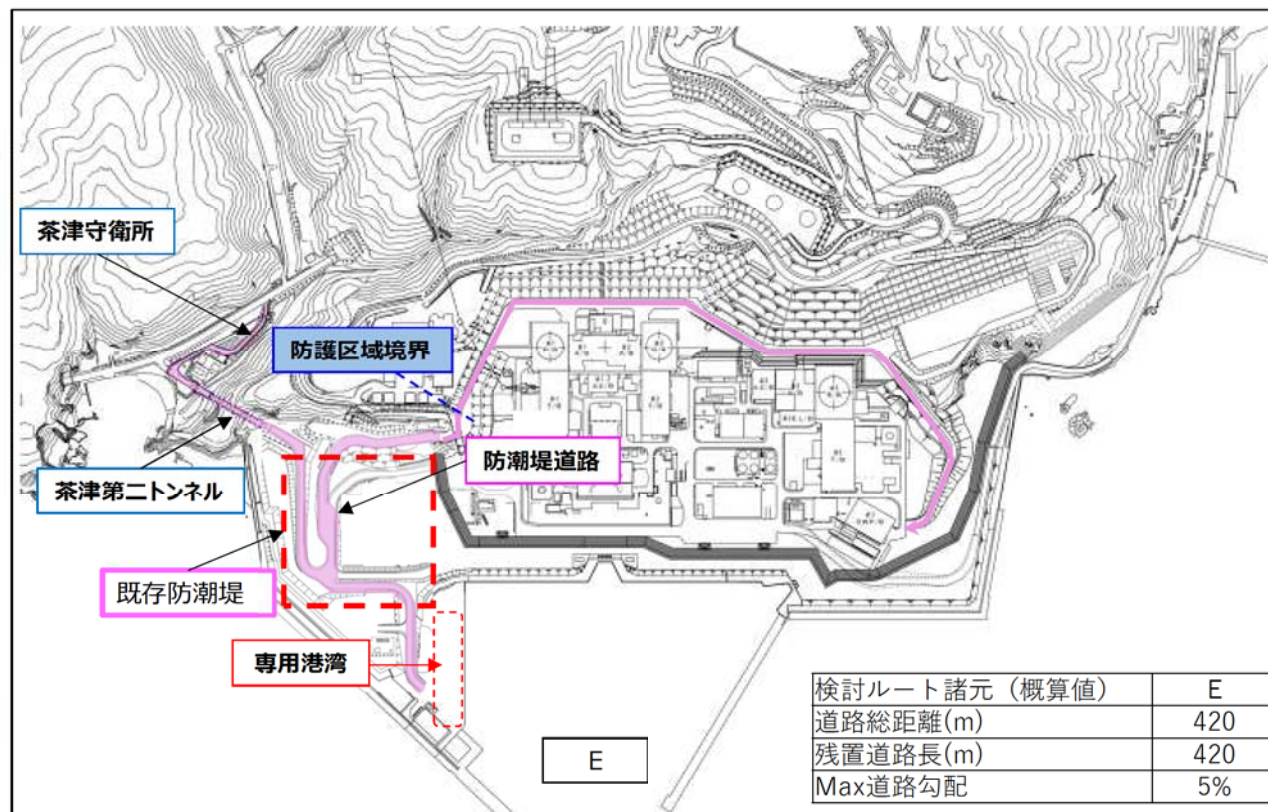 茶津守衛所
防護区域境界
防潮堤道路
茶津第二トンネル
既存防潮堤
専用港湾
E
検討ルート諸元（概算値） E
道路総距離(m) 420
残置道路長(m) 420
Max道路勾配 5%